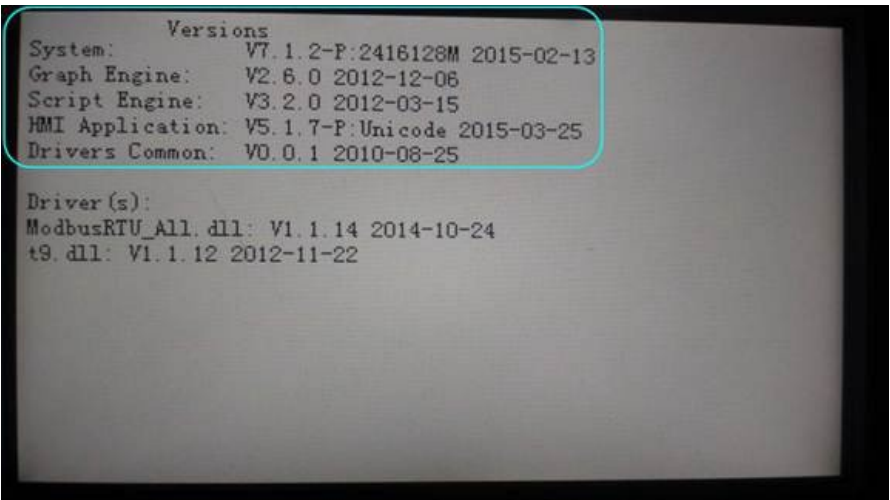 Versions
System: V7.1.2-P:2416128M 2015-02-13
Graph Engine: V2.6.0 2012-12-06
Script Engine: V3.2.0 2012-03-15
HMI Application: V5.1.7-P:Unicode 2015-03-25
Drivers Common: V0.0.1 2010-08-25
Driver(s):
ModbusRTU_All.dll: V1.1.14 2014-10-24
t9.dll: V1.1.12 2012-11-22